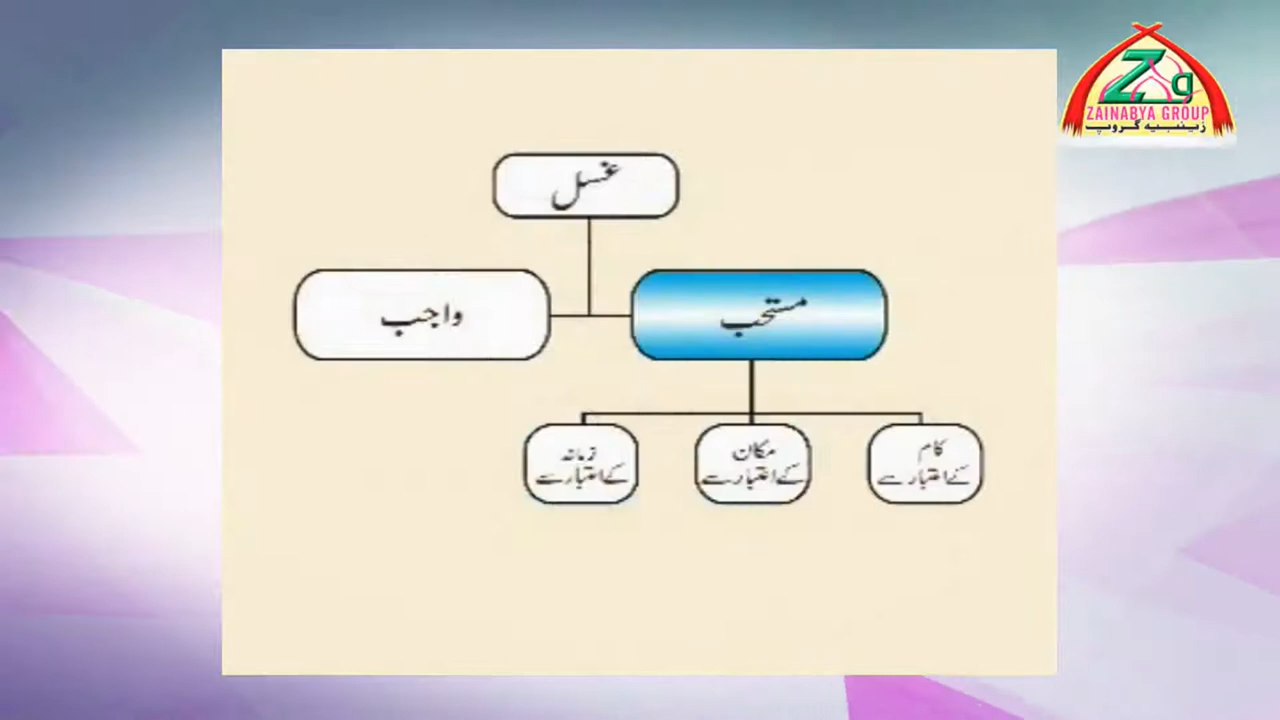 ZAINABYA GROUP
زینبیہ گروپ
غسل
مستحب
واجب
کام
کے اعتبار سے
مکان
کے اعتبار سے
زمانہ
کے اعتبار سے